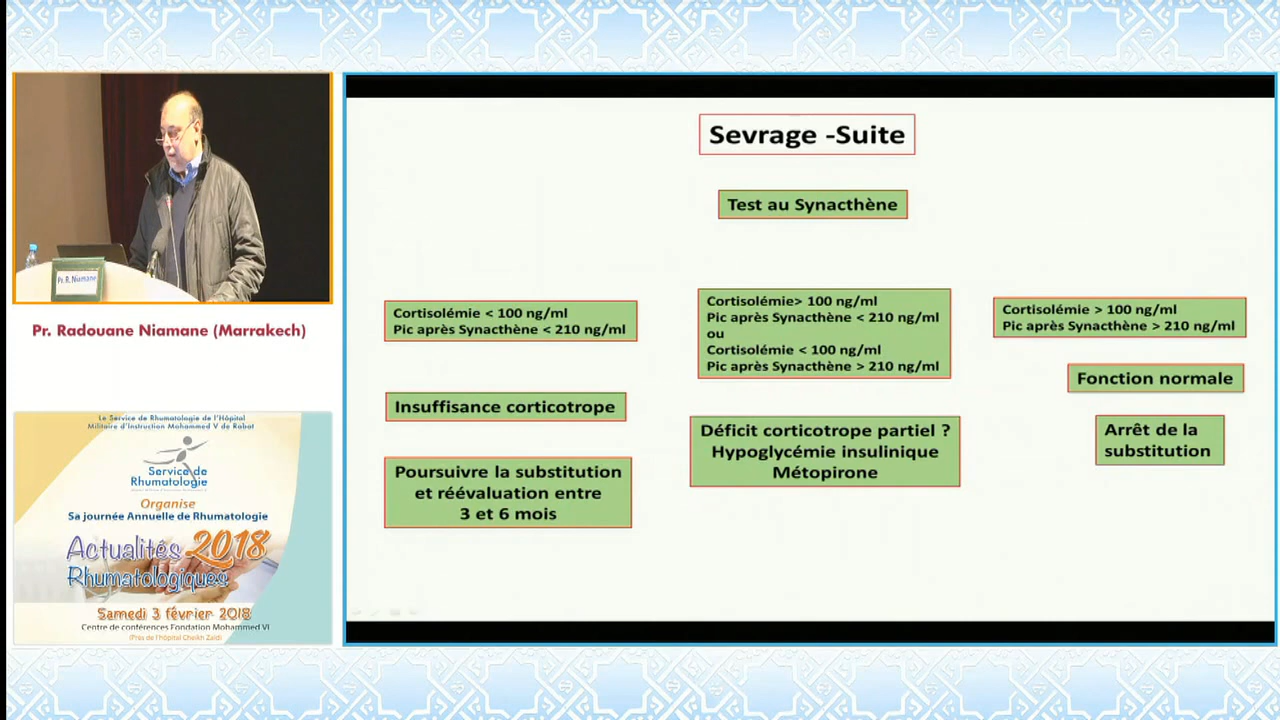 Sevrage -Suite
Test au Synacthène
Cortisolémie < 100 ng/ml
Pic après Synacthène < 210 ng/ml
Insuffisance corticotrope
Poursuivre la substitution
et réévaluation entre
3 et 6 mois
Cortisolémie> 100 ng/ml
Pic après Synacthène < 210 ng/ml
ou
Cortisolémie < 100 ng/ml
Pic après Synacthène > 210 ng/ml
Déficit corticotrope partiel ?
Hypoglycémie insulinique
Métopirone
Cortisolémie > 100 ng/ml
Pic après Synacthène > 210 ng/ml
Fonction normale
Arrêt de la
substitution
Pr. R. Niamane
Pr. Radouane Niamane (Marrakech)
Le Service de Rhumatologie de l'Hôpital
Militaire d'Instruction Mohammed V de Rabat
Service de
Rhumatologie
Organise
Sa journée Annuelle de Rhumatologie
Actualités 2018
Rhumatologiques
Samedi 3 février 2018
Centre de conférences Fondation Mohammed VI
(Près de l'hôpital Cheikh Zaïd)